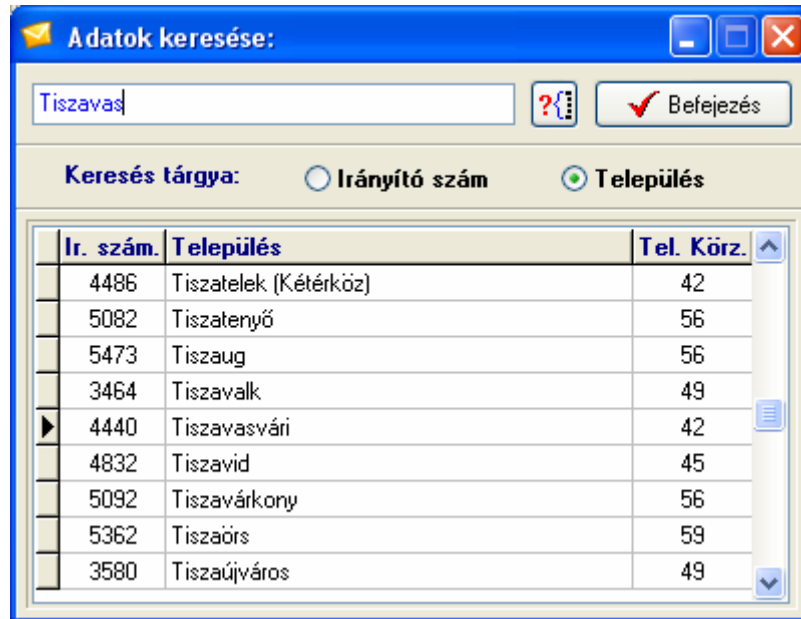 Adatok keresése:
Tiszavas
?{ Befejezés
Keresés tárgya: Irányító szám Település
Ir. szám. Település Tel. Körz.
4486 Tiszatelek (Kétérköz) 42
5082 Tiszatenyő 56
5473 Tiszaug 56
3464 Tiszavalk 49
4440 Tiszavasvári 42
4832 Tiszavid 45
5092 Tiszavárkony 56
5362 Tiszaörs 59
3580 Tiszaújváros 49